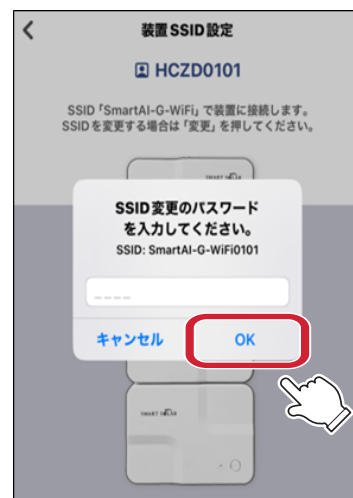 装置SSID設定
HCZD0101
SSID「SmartAI-G-WiFi」で装置に接続します。
SSIDを変更する場合は「変更」を押してください。
SSID変更のパスワード
を入力してください。
SSID: SmartAI-G-WiFi0101
____
キャンセル
OK
SMART SOLAR